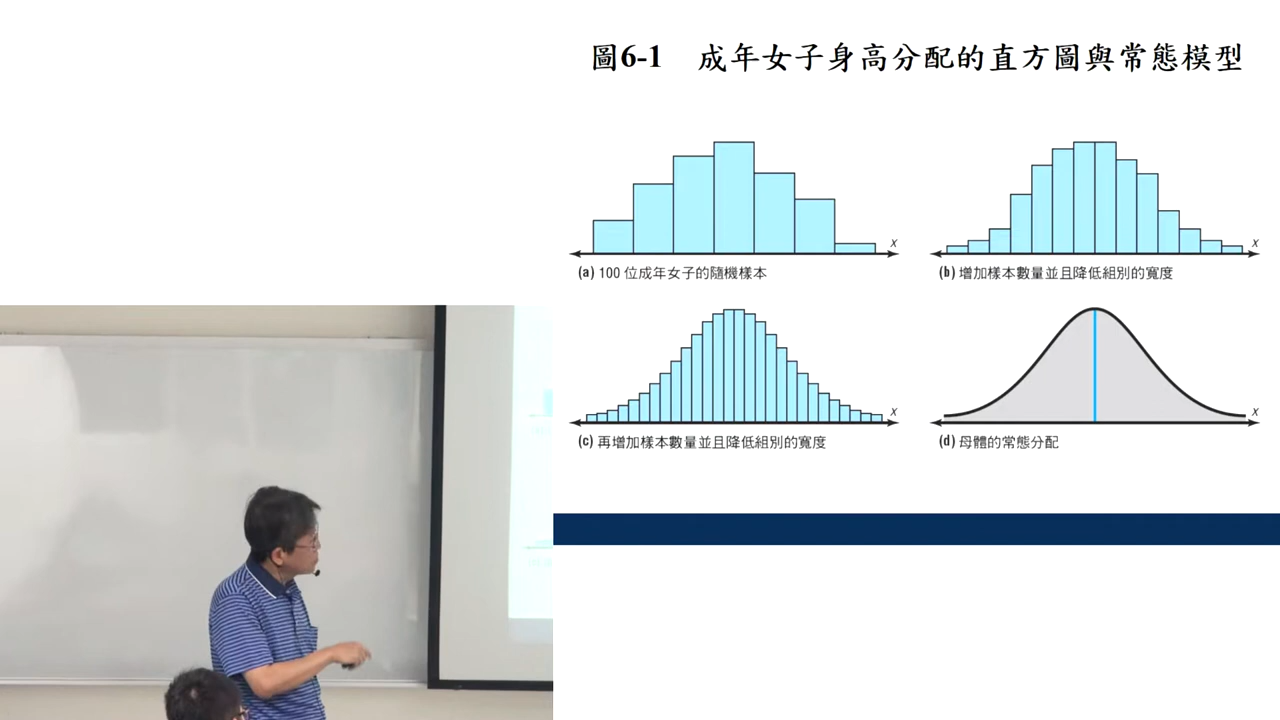 圖6-1 成年女子身高分配的直方圖與常態模型
x
x
(a) 100 位成年女子的隨機樣本
(b) 增加樣本數量並且降低組別的寬度
x
x
(c) 再增加樣本數量並且降低組別的寬度
(d) 母體的常態分配